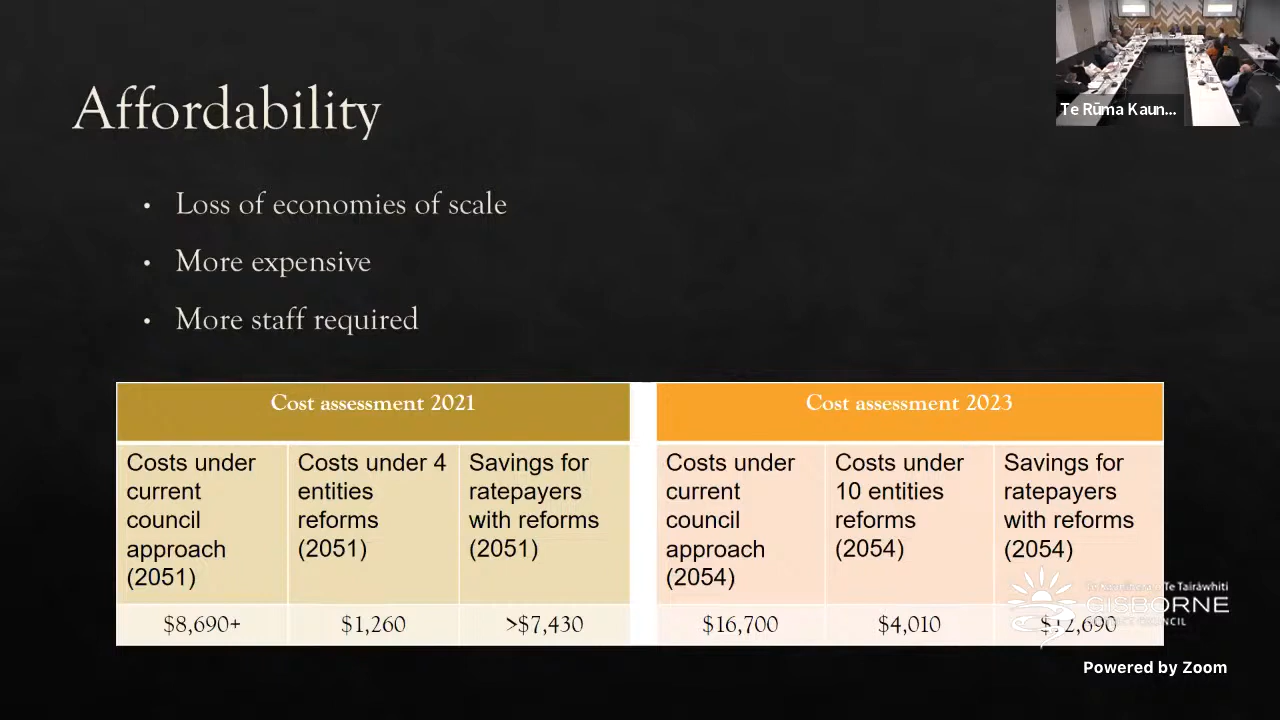 Affordability
Te Rūma Kaun...
• Loss of economies of scale
• More expensive
• More staff required
Cost assessment 2021
Costs under
current
council
approach
(2051)
Costs under 4
entities
reforms
(2051)
Savings for
ratepayers
with reforms
(2051)
$8,690+
$1,260
>$7,430
Cost assessment 2023
Costs under
current
council
approach
(2054)
Costs under
10 entities
reforms
(2054)
Savings for
ratepayers
with reforms
(2054)
$16,700
$4,010
$12,690
Te Tairāwhiti
GISBORNE
COUNCIL
Powered by Zoom